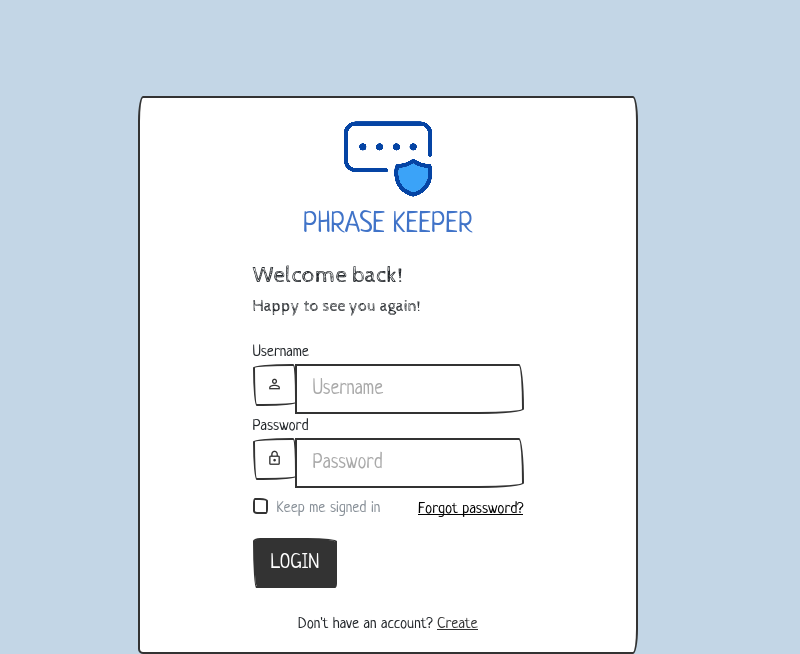 PHRASE KEEPER
Welcome back!
Happy to see you again!
Username
Username
Password
Password
Keep me signed in Forgot password?
LOGIN
Don't have an account? Create